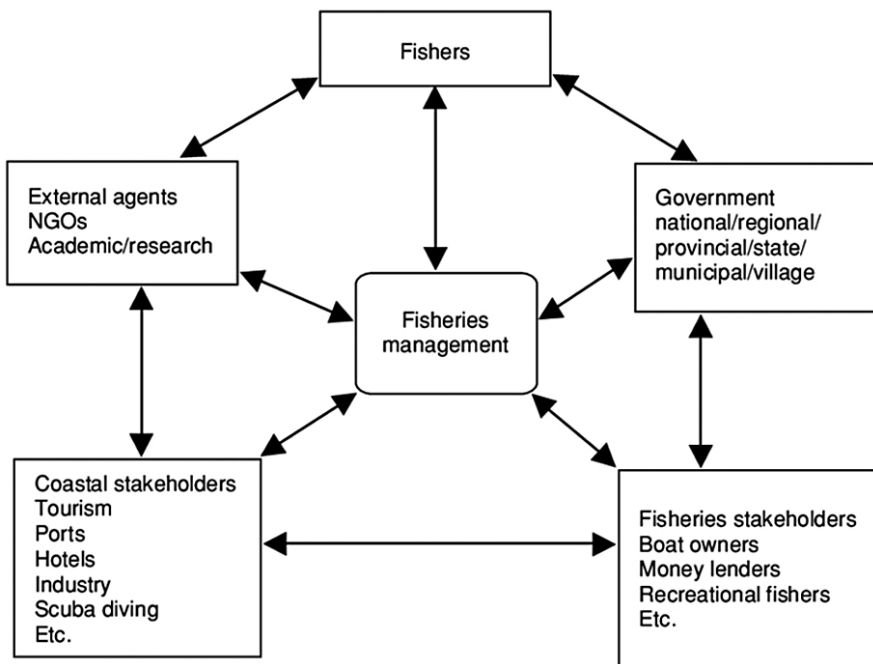 Fishers
External agents
NGOs
Academic/research
Government
national/regional/
provincial/state/
municipal/village
Fisheries
management
Coastal stakeholders
Tourism
Ports
Hotels
Industry
Scuba diving
Etc.
Fisheries stakeholders
Boat owners
Money lenders
Recreational fishers
Etc.